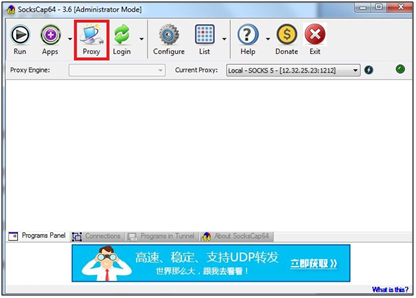 SocksCap64 - 3.6 [Administrator Mode]
Run Apps Proxy Login Configure List Help Donate Exit
Proxy Engine: Current Proxy: Local - SOCKS 5 - [12.32.25.23:1212]
Programs Panel Connections Programs in Tunnel About SocksCap64
高速、稳定、支持UDP转发
世界那么大，跟我去看看！
立即获取 》
What is this?